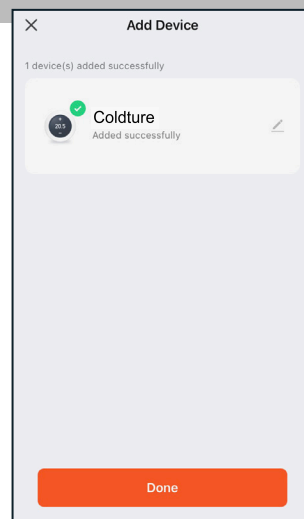 Add Device
1 device(s) added successfully
20.5
Coldture
Added successfully
Done